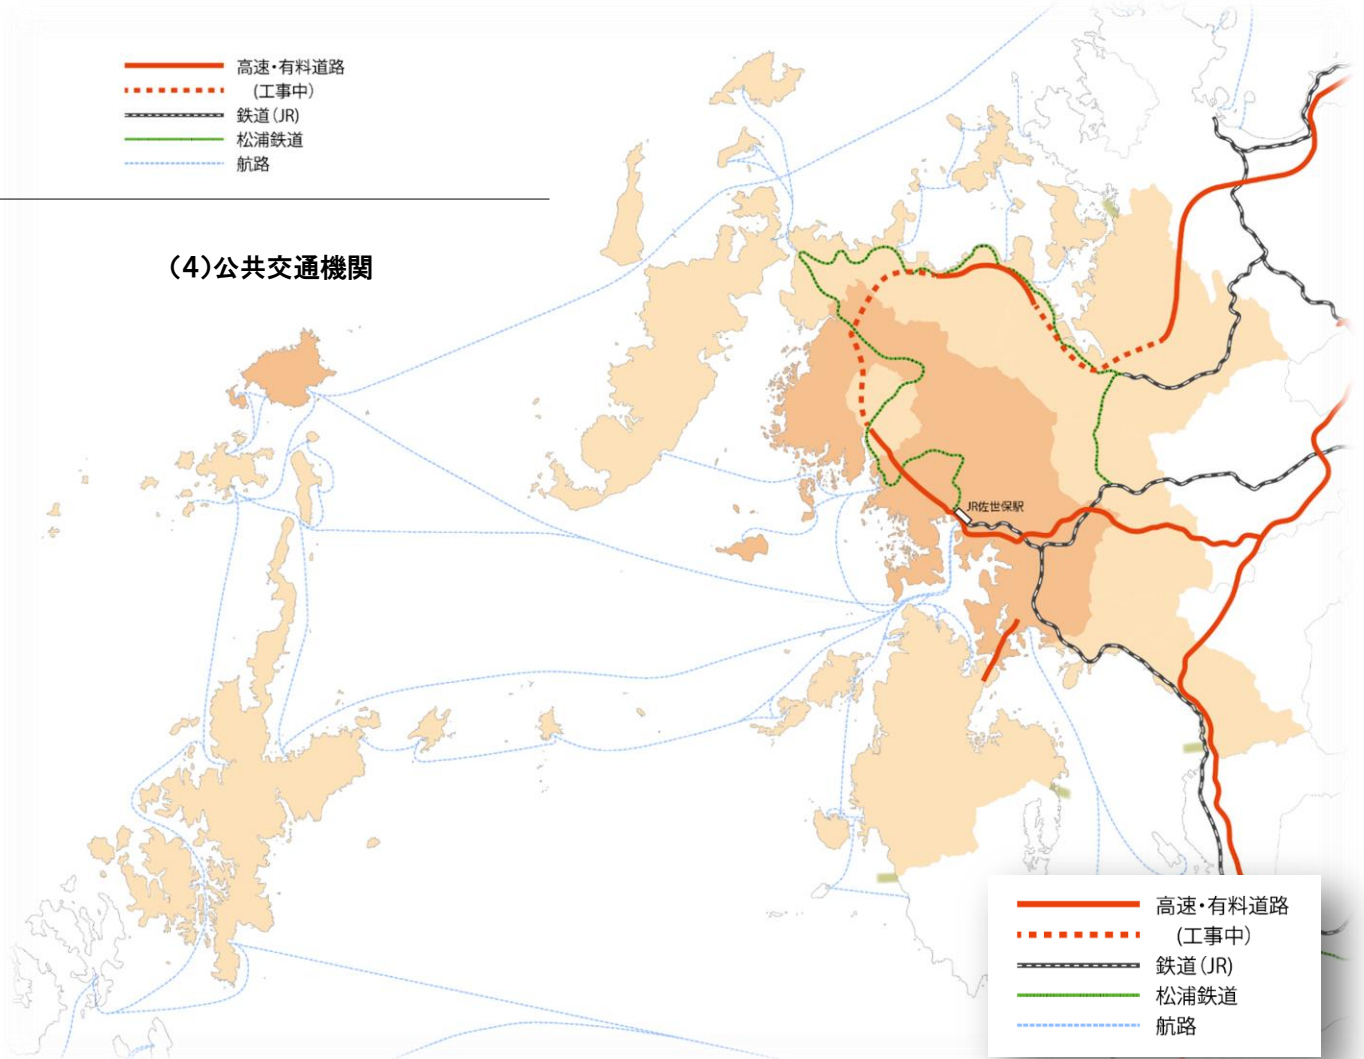 高速・有料道路
(工事中)
鉄道(JR)
松浦鉄道
航路
(4)公共交通機関
JR佐世保駅
高速・有料道路
(工事中)
鉄道(JR)
松浦鉄道
航路